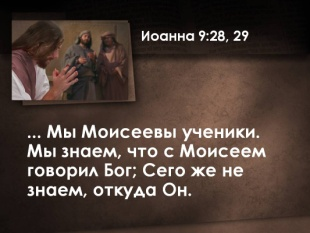 Иоанна 9:28, 29
... Мы Моисеевы ученики.
Мы знаем, что с Моисеем
говорил Бог; Сего же не
знаем, откуда Он.